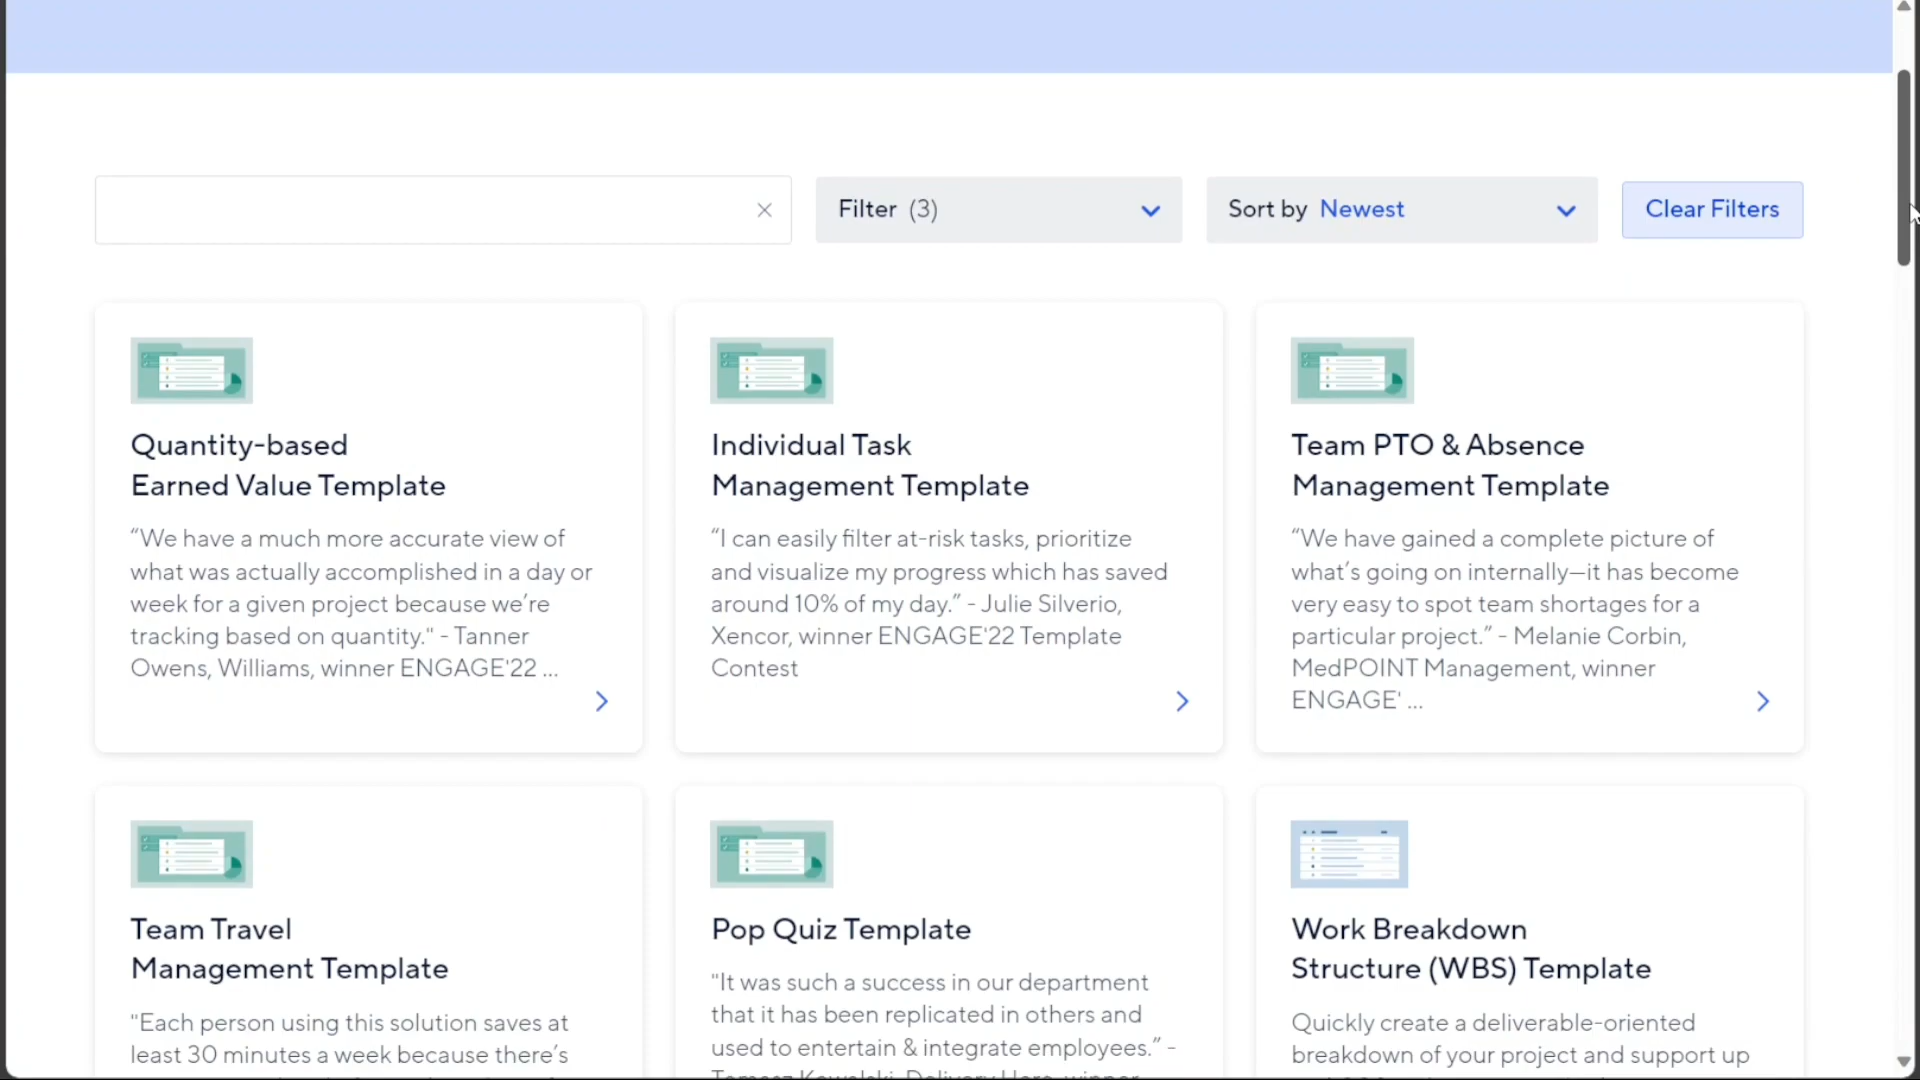 Filter (3)
Sort by Newest
Clear Filters
Quantity-based
Earned Value Template
“We have a much more accurate view of
what was actually accomplished in a day or
week for a given project because we’re
tracking based on quantity." - Tanner
Owens, Williams, winner ENGAGE'22 ...
Individual Task
Management Template
“I can easily filter at-risk tasks, prioritize
and visualize my progress which has saved
around 10% of my day.” - Julie Silverio,
Xencor, winner ENGAGE'22 Template
Contest
Team PTO & Absence
Management Template
“We have gained a complete picture of
what’s going on internally—it has become
very easy to spot team shortages for a
particular project.” - Melanie Corbin,
MedPOINT Management, winner
ENGAGE' ...
Team Travel
Management Template
"Each person using this solution saves at
least 30 minutes a week because there’s
Pop Quiz Template
"It was such a success in our department
that it has been replicated in others and
used to entertain & integrate employees.” -
Tomasz Kowalski, Delivery Hero, winner
Work Breakdown
Structure (WBS) Template
Quickly create a deliverable-oriented
breakdown of your project and support up